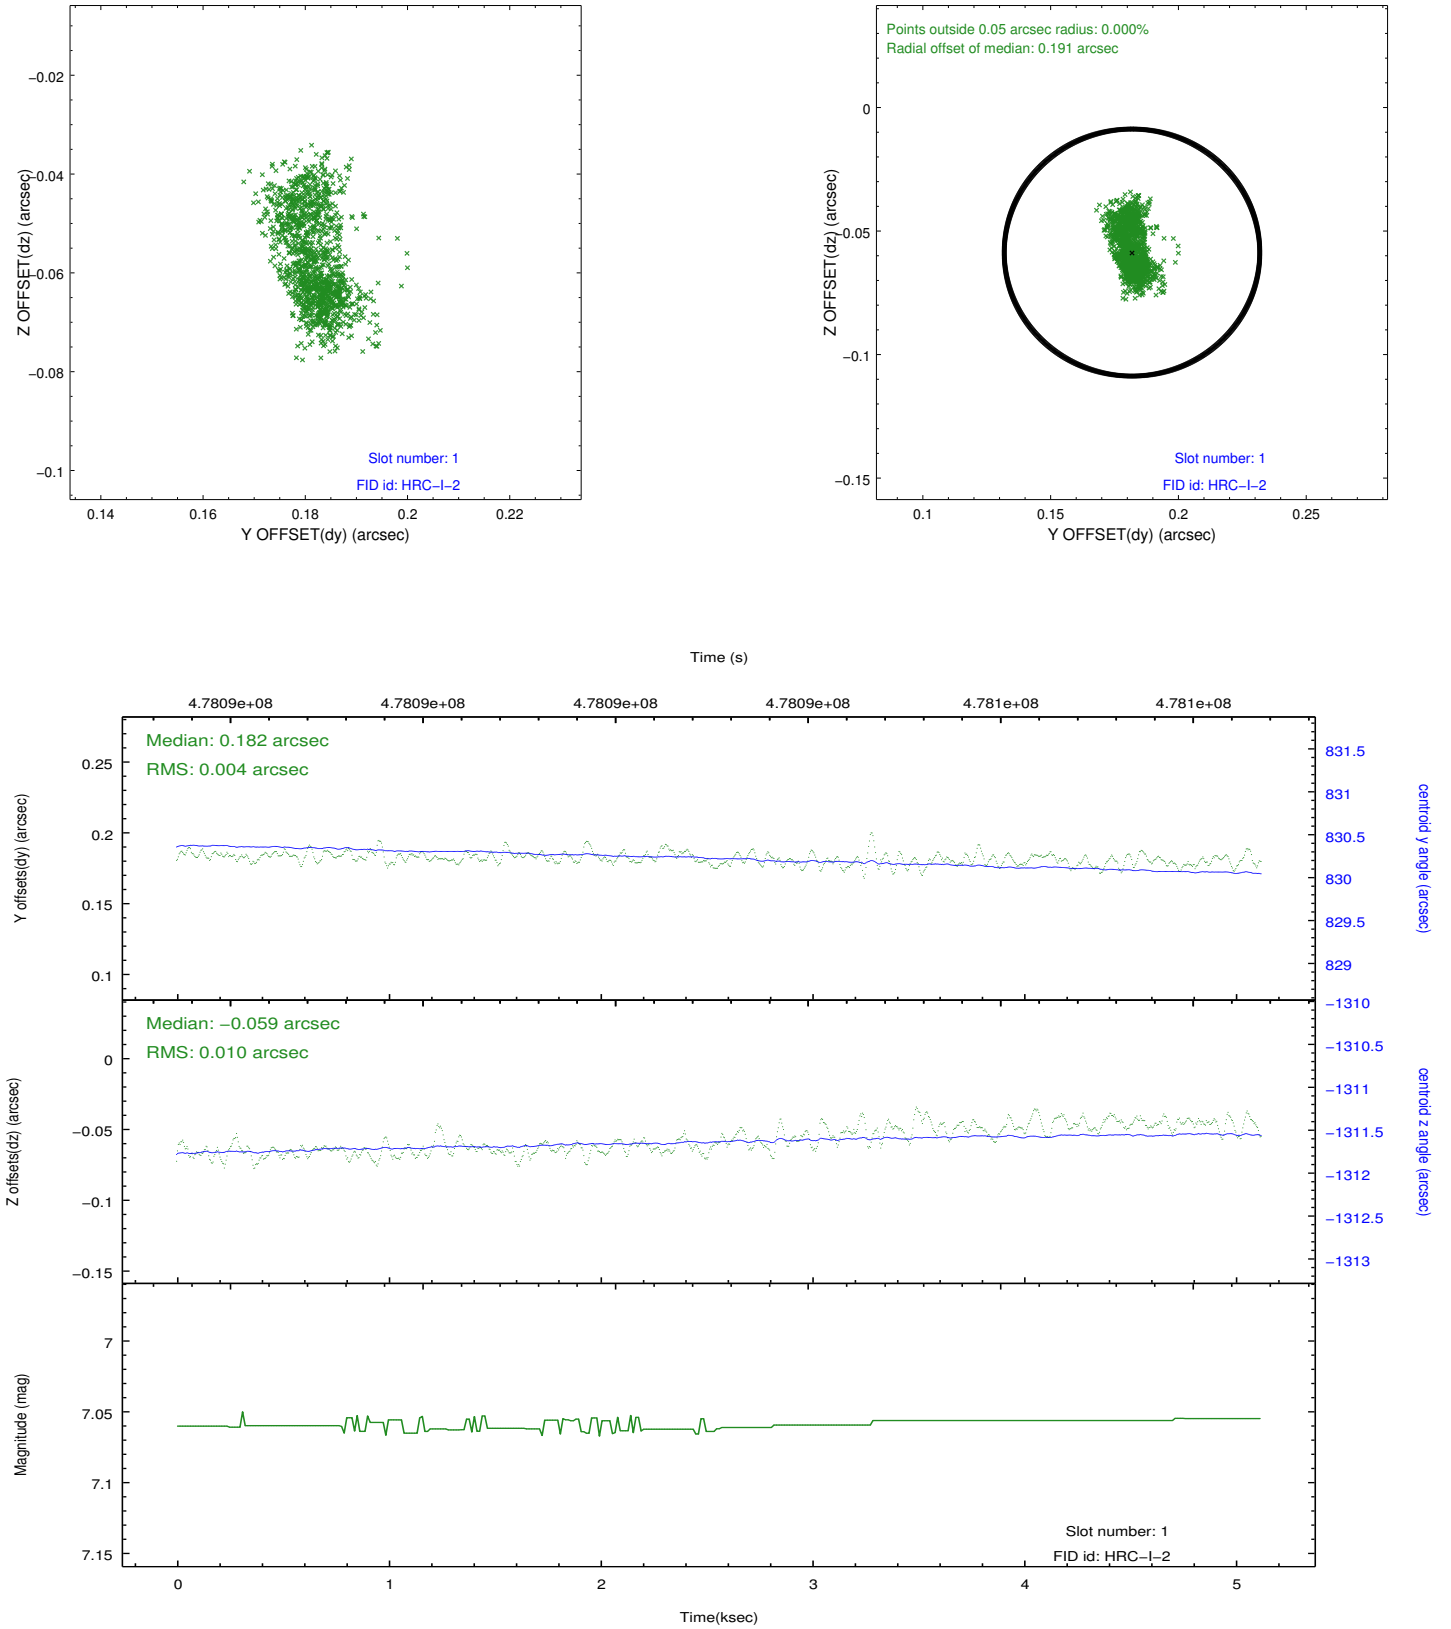 −0.02
−0.04
−0.06
−0.08
−0.1
Z OFFSET(dz) (arcsec)
Slot number: 1
FID id: HRC−I−2
0.14 0.16 0.18 0.2 0.22
Y OFFSET(dy) (arcsec)
Points outside 0.05 arcsec radius: 0.000%
Radial offset of median: 0.191 arcsec
0
−0.05
−0.1
−0.15
Z OFFSET(dz) (arcsec)
Slot number: 1
FID id: HRC−I−2
0.1 0.15 0.2 0.25
Y OFFSET(dy) (arcsec)
Time (s)
4.7809e+08 4.7809e+08 4.7809e+08 4.7809e+08 4.781e+08 4.781e+08
Median: 0.182 arcsec
RMS: 0.004 arcsec
0.25
0.2
0.15
0.1
Y offsets(dy) (arcsec)
831.5
831
830.5
830
829.5
829
centroid y angle (arcsec)
Median: −0.059 arcsec
RMS: 0.010 arcsec
0
−0.05
−0.1
−0.15
Z offsets(dz) (arcsec)
−1310
−1310.5
−1311
−1311.5
−1312
−1312.5
−1313
centroid z angle (arcsec)
7
7.05
7.1
7.15
Magnitude (mag)
Slot number: 1
FID id: HRC−I−2
0 1 2 3 4 5
Time(ksec)